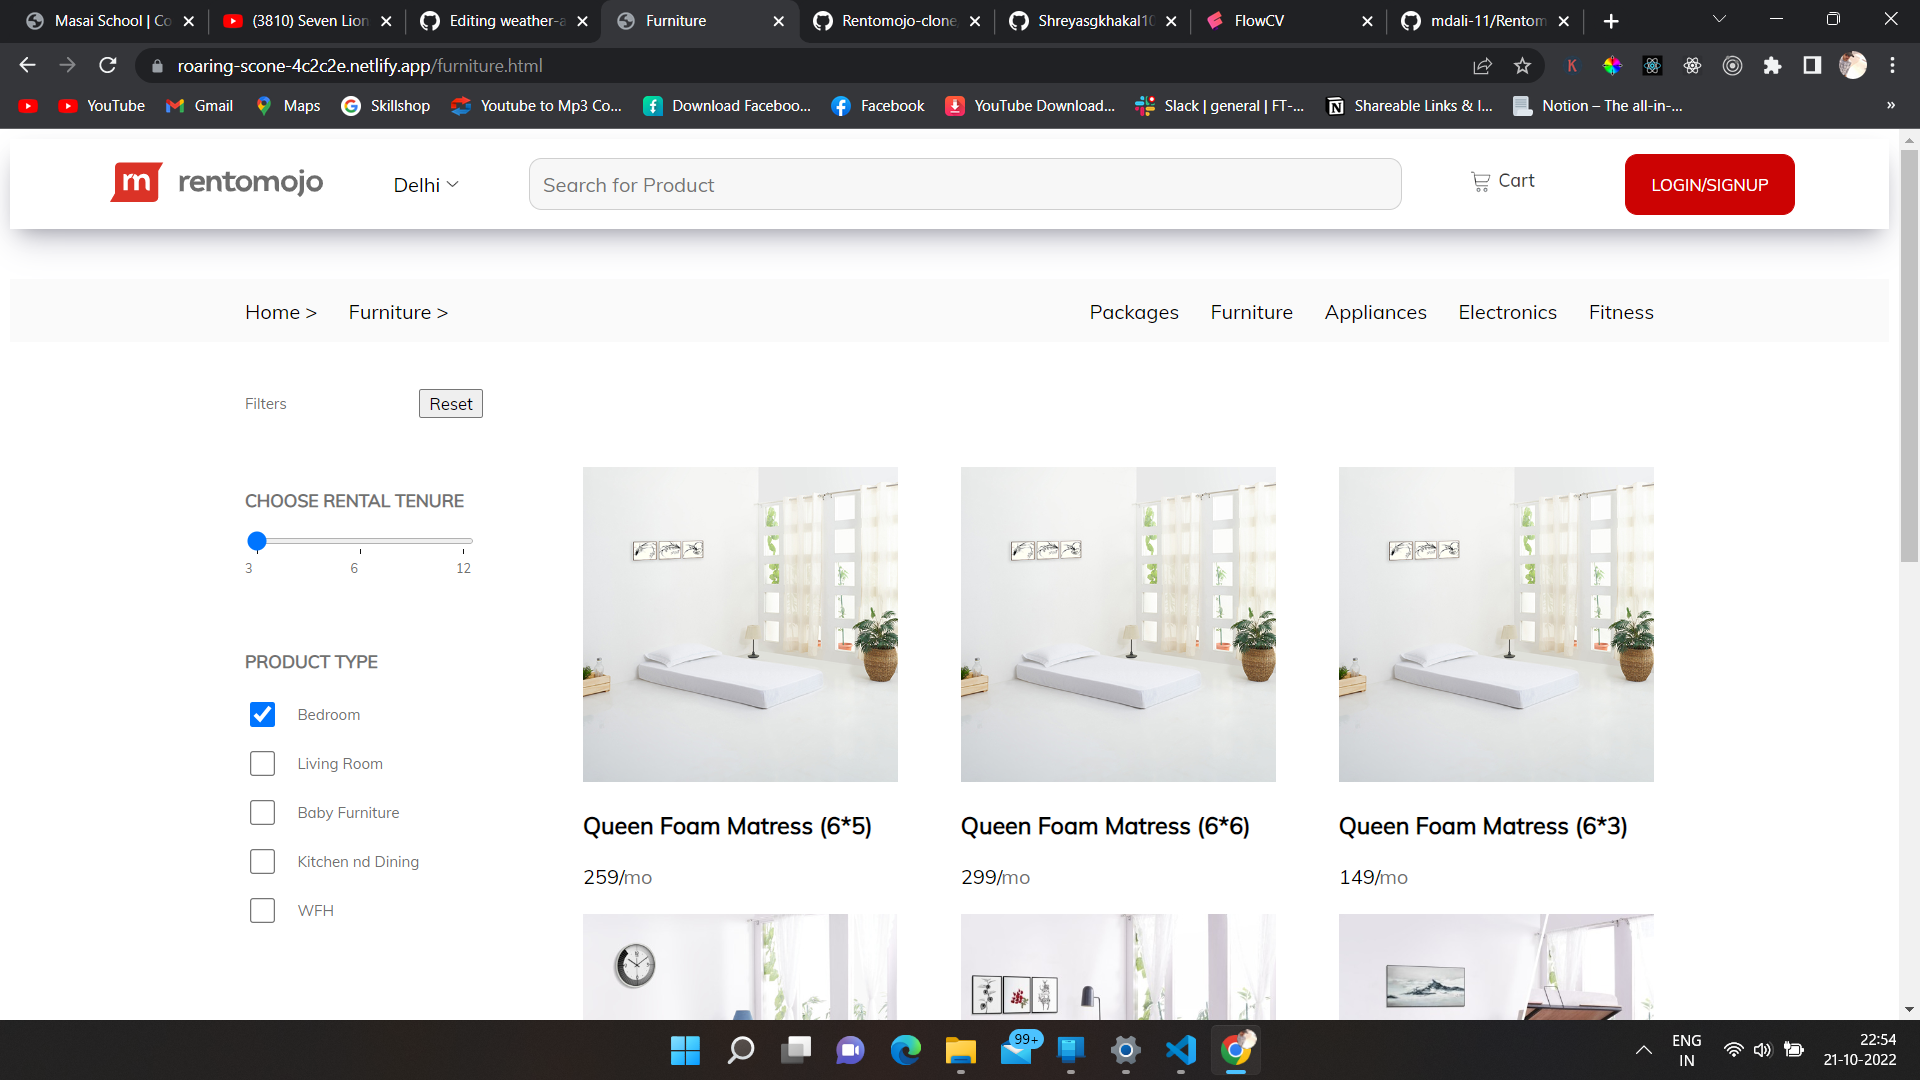 Masai School | Co
(3810) Seven Lion
Editing weather-a
Furniture
Rentomojo-clone,
Shreyasgkhakal10
FlowCV
mdali-11/Rentom
roaring-scone-4c2c2e.netlify.app/furniture.html
K
YouTube
Gmail
Maps
Skillshop
Youtube to Mp3 Co...
Download Faceboo...
Facebook
YouTube Download...
Slack | general | FT-...
Shareable Links & I...
Notion – The all-in-...
»
m rentomojo
Delhi
Search for Product
Cart
LOGIN/SIGNUP
Home >
Furniture >
Packages
Furniture
Appliances
Electronics
Fitness
Filters
Reset
CHOOSE RENTAL TENURE
3
6
12
PRODUCT TYPE
Bedroom
Living Room
Baby Furniture
Kitchen nd Dining
WFH
Queen Foam Matress (6*5)
259/mo
Queen Foam Matress (6*6)
299/mo
Queen Foam Matress (6*3)
149/mo
99+
ENG
IN
22:54
21-10-2022